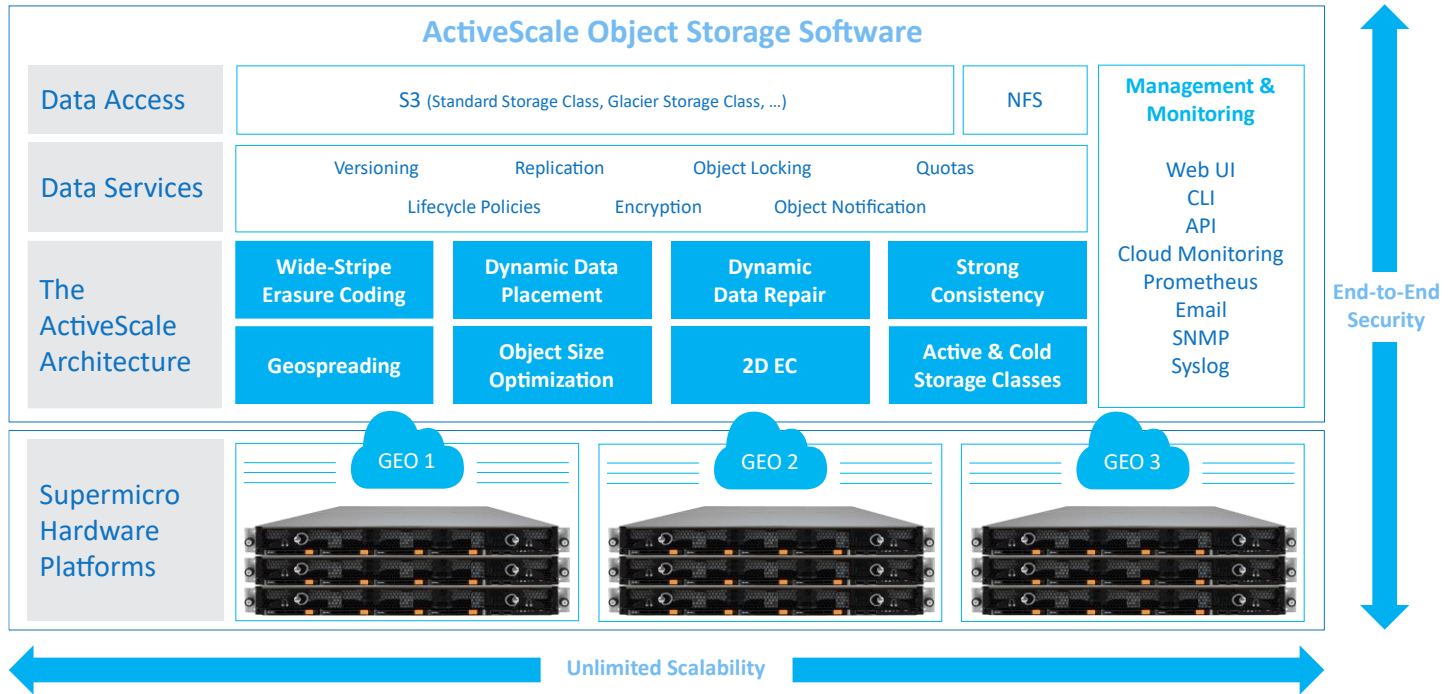 ActiveScale Object Storage Software
Data Access
S3 (Standard Storage Class, Glacier Storage Class, ...)
NFS
Data Services
Versioning Replication Object Locking Quotas
Lifecycle Policies Encryption Object Notification
The
ActiveScale
Architecture
Wide-Stripe
Erasure Coding
Dynamic Data
Placement
Dynamic
Data Repair
Strong
Consistency
Geospreading
Object Size
Optimization
2D EC
Active & Cold
Storage Classes
Management &
Monitoring
Web UI
CLI
API
Cloud Monitoring
Prometheus
Email
SNMP
Syslog
End-to-End
Security
Supermicro
Hardware
Platforms
GEO 1
GEO 2
GEO 3
Unlimited Scalability